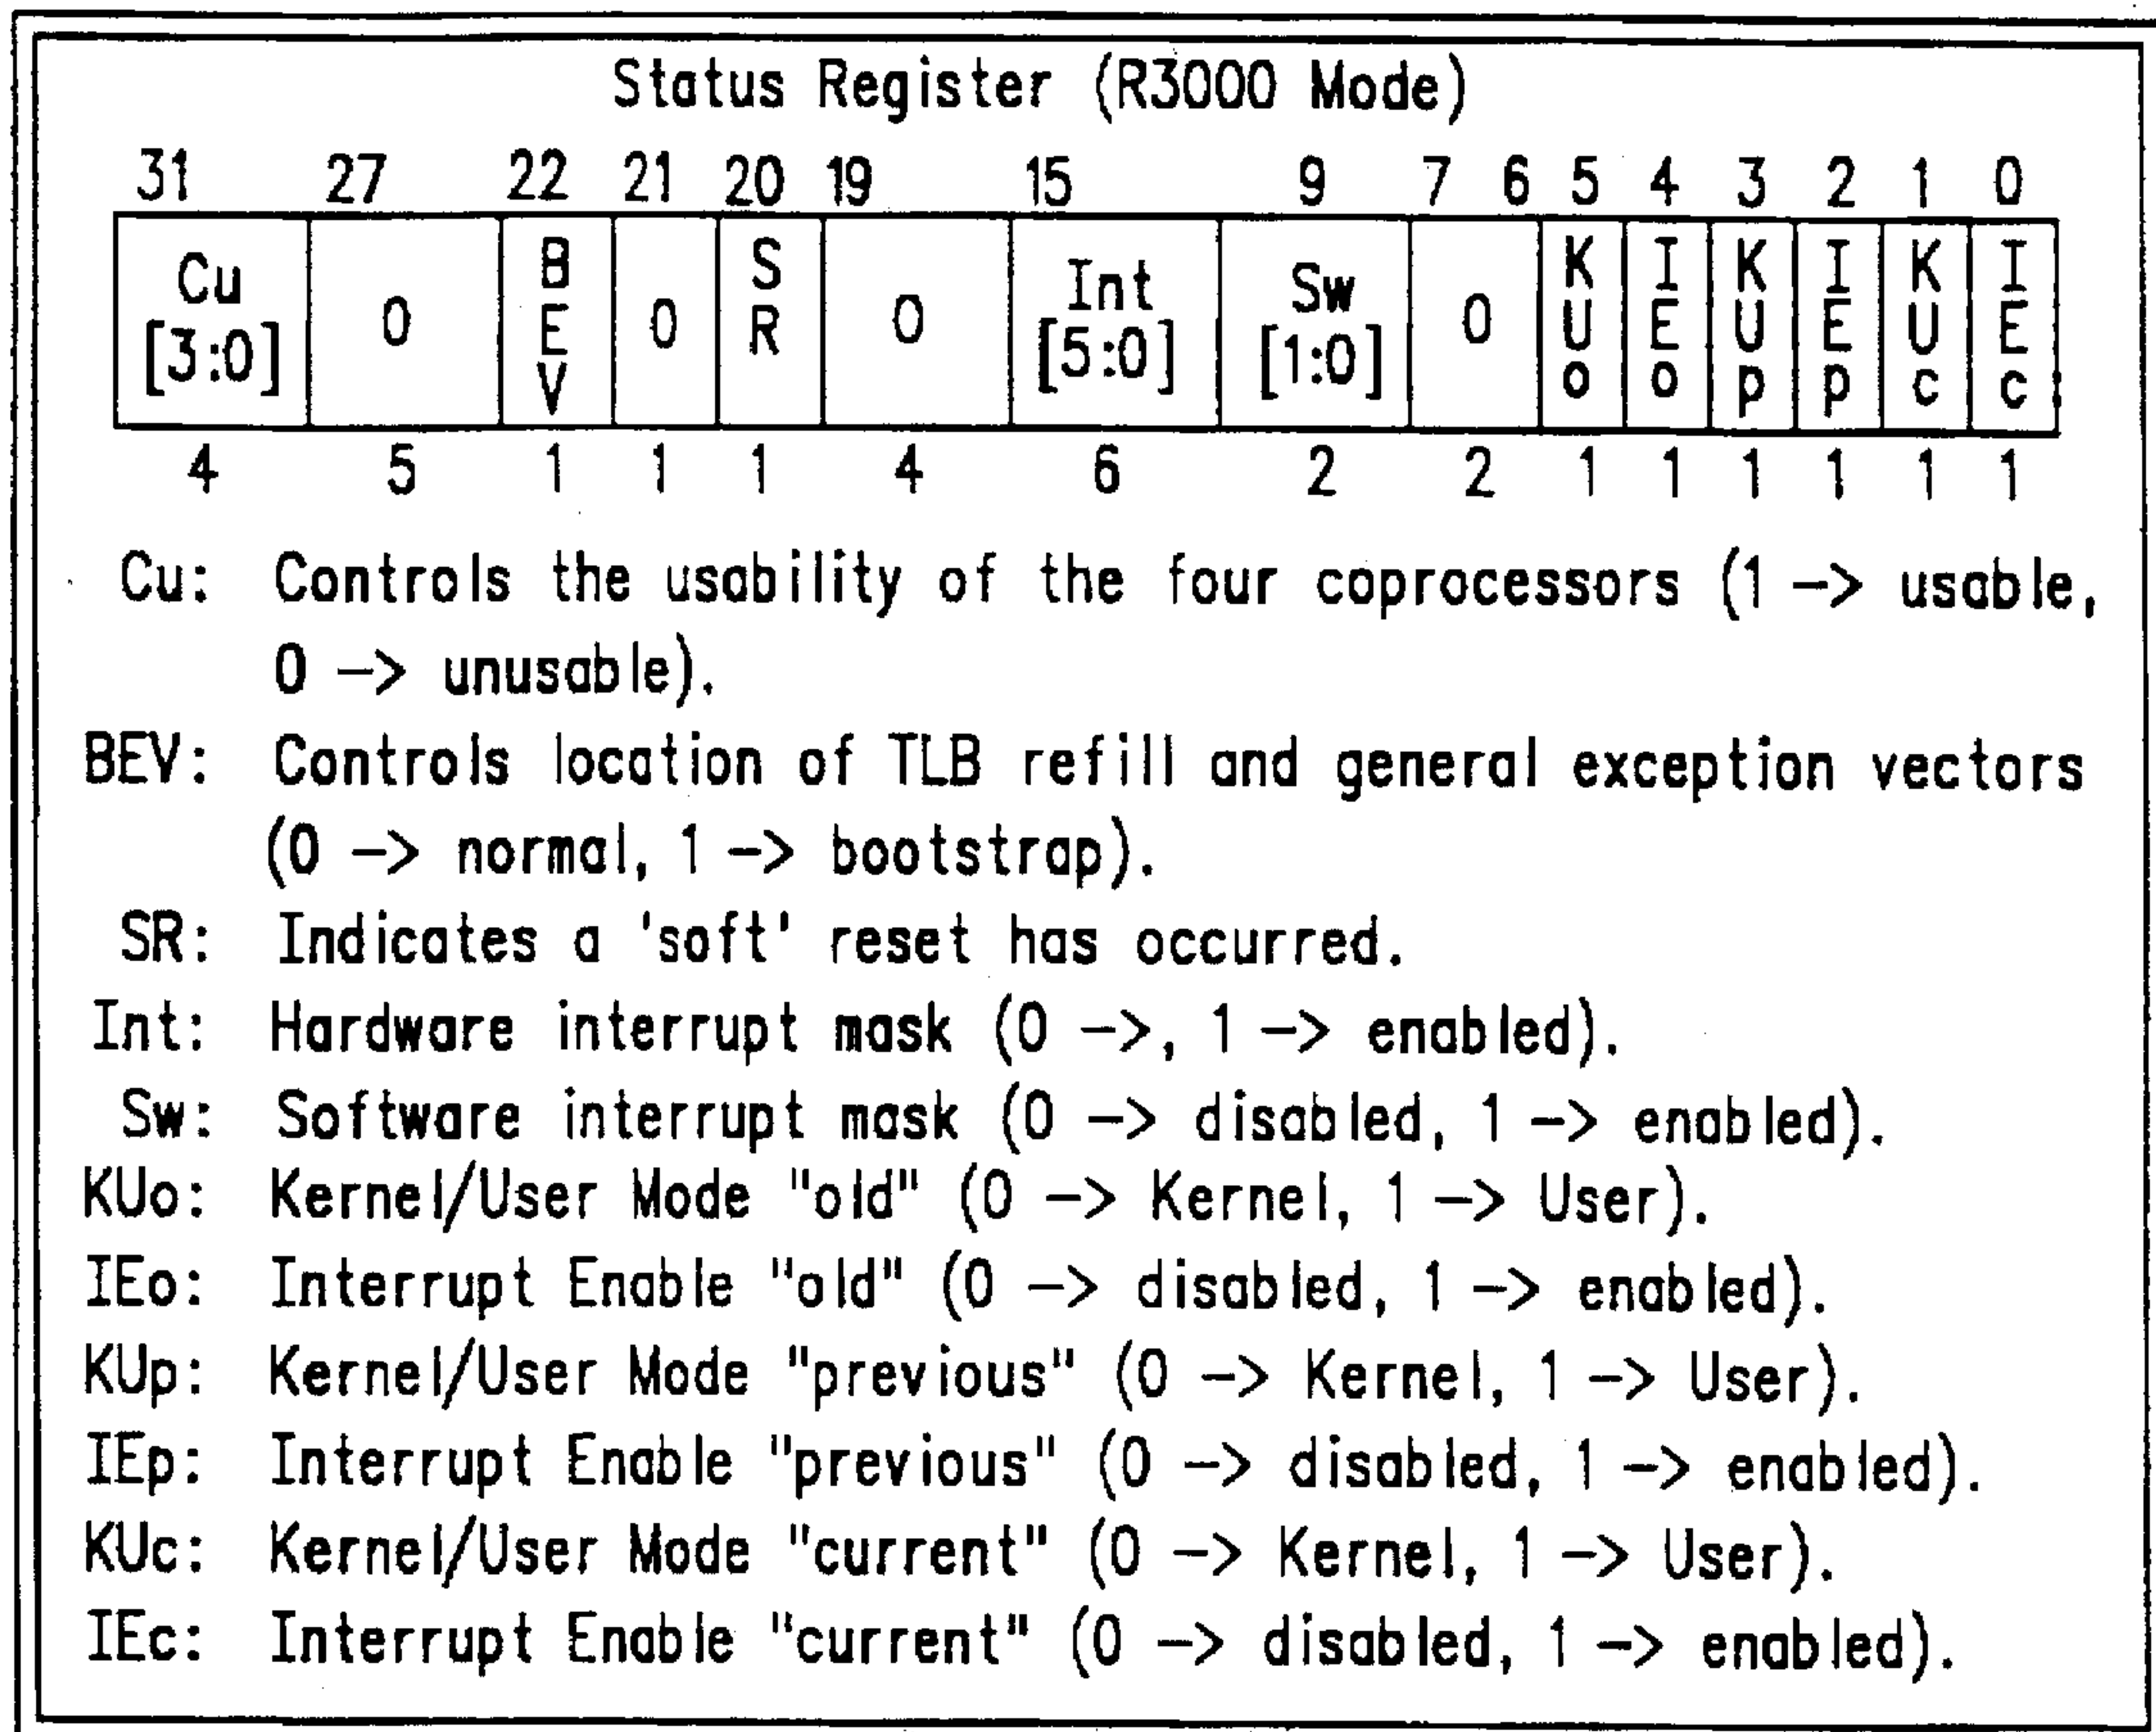 Status Register (R3000 Mode)
31 27 22 21 20 19 15 9 7 6 5 4 3 2 1 0
Cu [3:0] 0 BEV 0 SR 0 Int [5:0] Sw [1:0] 0 KUo IEo KUp IEp KUc IEc
4 5 1 1 1 4 6 2 2 1 1 1 1 1 1
Cu: Controls the usability of the four coprocessors (1 -> usable,
0 -> unusable).
BEV: Controls location of TLB refill and general exception vectors
(0 -> normal, 1 -> bootstrap).
SR: Indicates a 'soft' reset has occurred.
Int: Hardware interrupt mask (0 ->, 1 -> enabled).
Sw: Software interrupt mask (0 -> disabled, 1 -> enabled).
KUo: Kernel/User Mode "old" (0 -> Kernel, 1 -> User).
IEo: Interrupt Enable "old" (0 -> disabled, 1 -> enabled).
KUp: Kernel/User Mode "previous" (0 -> Kernel, 1 -> User).
IEp: Interrupt Enable "previous" (0 -> disabled, 1 -> enabled).
KUc: Kernel/User Mode "current" (0 -> Kernel, 1 -> User).
IEc: Interrupt Enable "current" (0 -> disabled, 1 -> enabled).